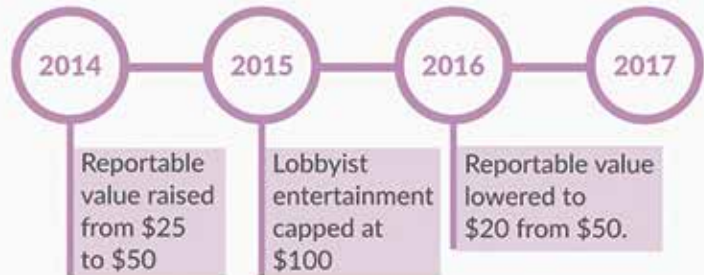 2014
2015
2016
2017
Reportable
value raised
from $25
to $50
Lobbyist
entertainment
capped at
$100
Reportable value
lowered to
$20 from $50.